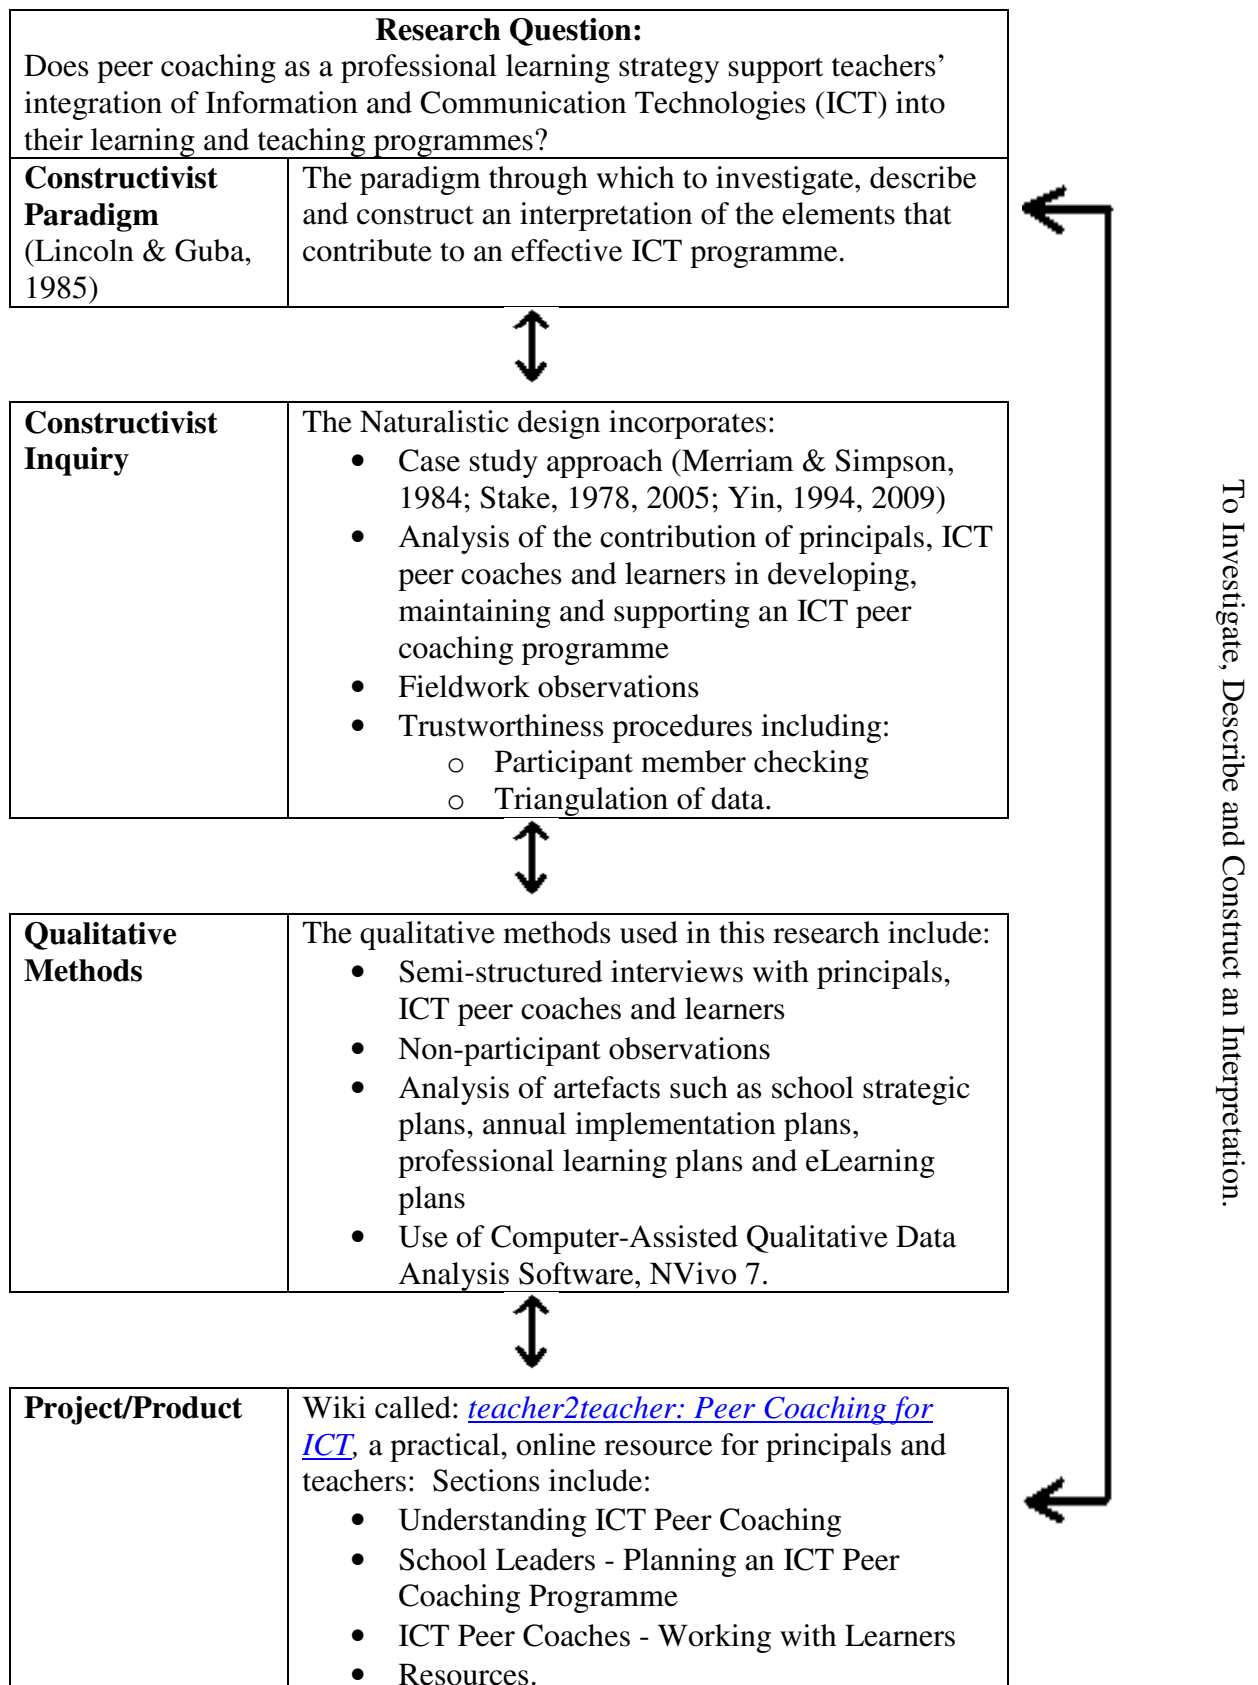 Research Question:
Does peer coaching as a professional learning strategy support teachers’
integration of Information and Communication Technologies (ICT) into
their learning and teaching programmes?
Constructivist
Paradigm
(Lincoln & Guba,
1985)
The paradigm through which to investigate, describe
and construct an interpretation of the elements that
contribute to an effective ICT programme.
Constructivist
Inquiry
The Naturalistic design incorporates:
• Case study approach (Merriam & Simpson,
1984; Stake, 1978, 2005; Yin, 1994, 2009)
• Analysis of the contribution of principals, ICT
peer coaches and learners in developing,
maintaining and supporting an ICT peer
coaching programme
• Fieldwork observations
• Trustworthiness procedures including:
o Participant member checking
o Triangulation of data.
Qualitative
Methods
The qualitative methods used in this research include:
• Semi-structured interviews with principals,
ICT peer coaches and learners
• Non-participant observations
• Analysis of artefacts such as school strategic
plans, annual implementation plans,
professional learning plans and eLearning
plans
• Use of Computer-Assisted Qualitative Data
Analysis Software, NVivo 7.
Project/Product
Wiki called: teacher2teacher: Peer Coaching for
ICT, a practical, online resource for principals and
teachers: Sections include:
• Understanding ICT Peer Coaching
• School Leaders - Planning an ICT Peer
Coaching Programme
• ICT Peer Coaches - Working with Learners
• Resources.
To Investigate, Describe and Construct an Interpretation.